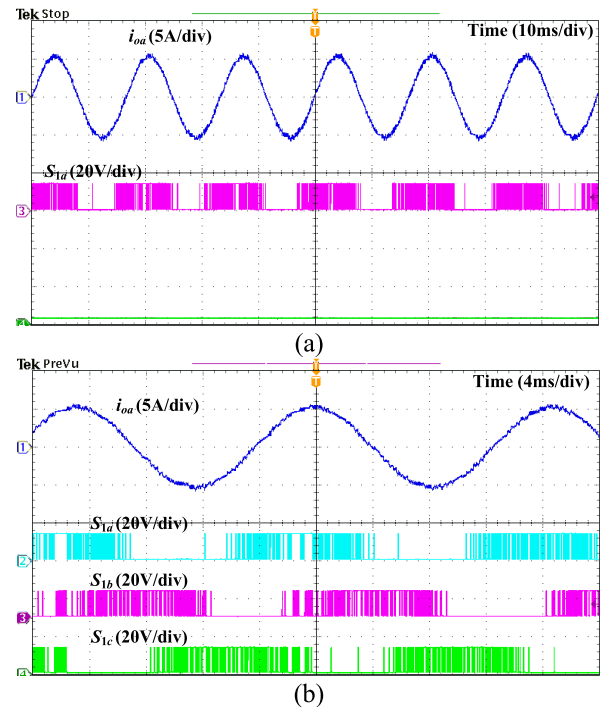 Tek Stop
T
i_oa (5A/div) Time (10ms/div)
1
S_1a (20V/div)
3
4
(a)
Tek PreVu
T
i_oa (5A/div) Time (4ms/div)
1
S_1a (20V/div)
2
S_1b (20V/div)
3
S_1c (20V/div)
4
(b)